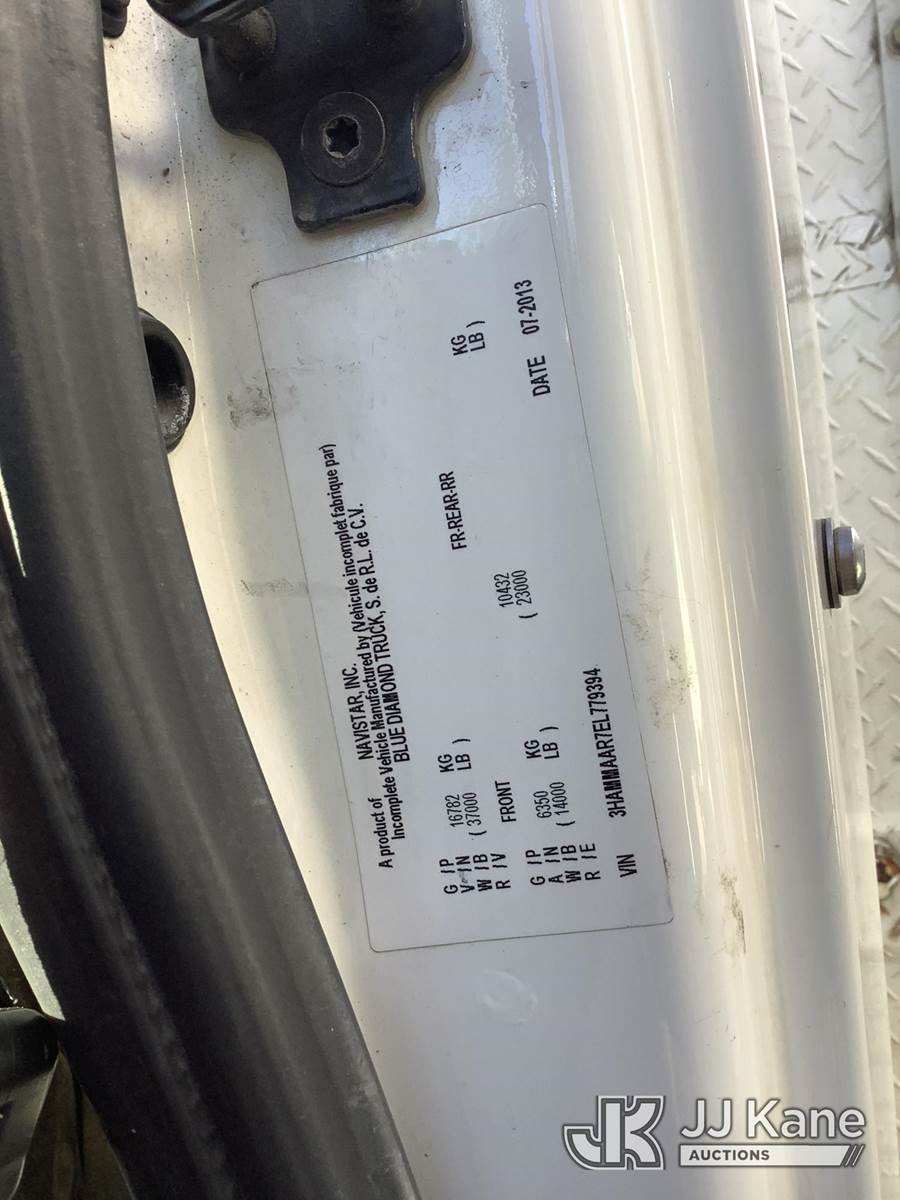 NAVISTAR, INC.
A product of
Incomplete Vehicle Manufactured by (Vehicule incomplet fabrique par)
BLUE DIAMOND TRUCK, S. de R.L. de C.V.
G /P 16782 KG
V /N ( 37000 LB )
W /B
R /V FRONT FR-REAR-RR KG
LB )
G /P 6350 KG 10432
A /N ( 14000 LB ) ( 23000
W /B
R /E DATE 07-2013
VIN 3HAMMAAR7EL779394
JK JJ Kane
AUCTIONS